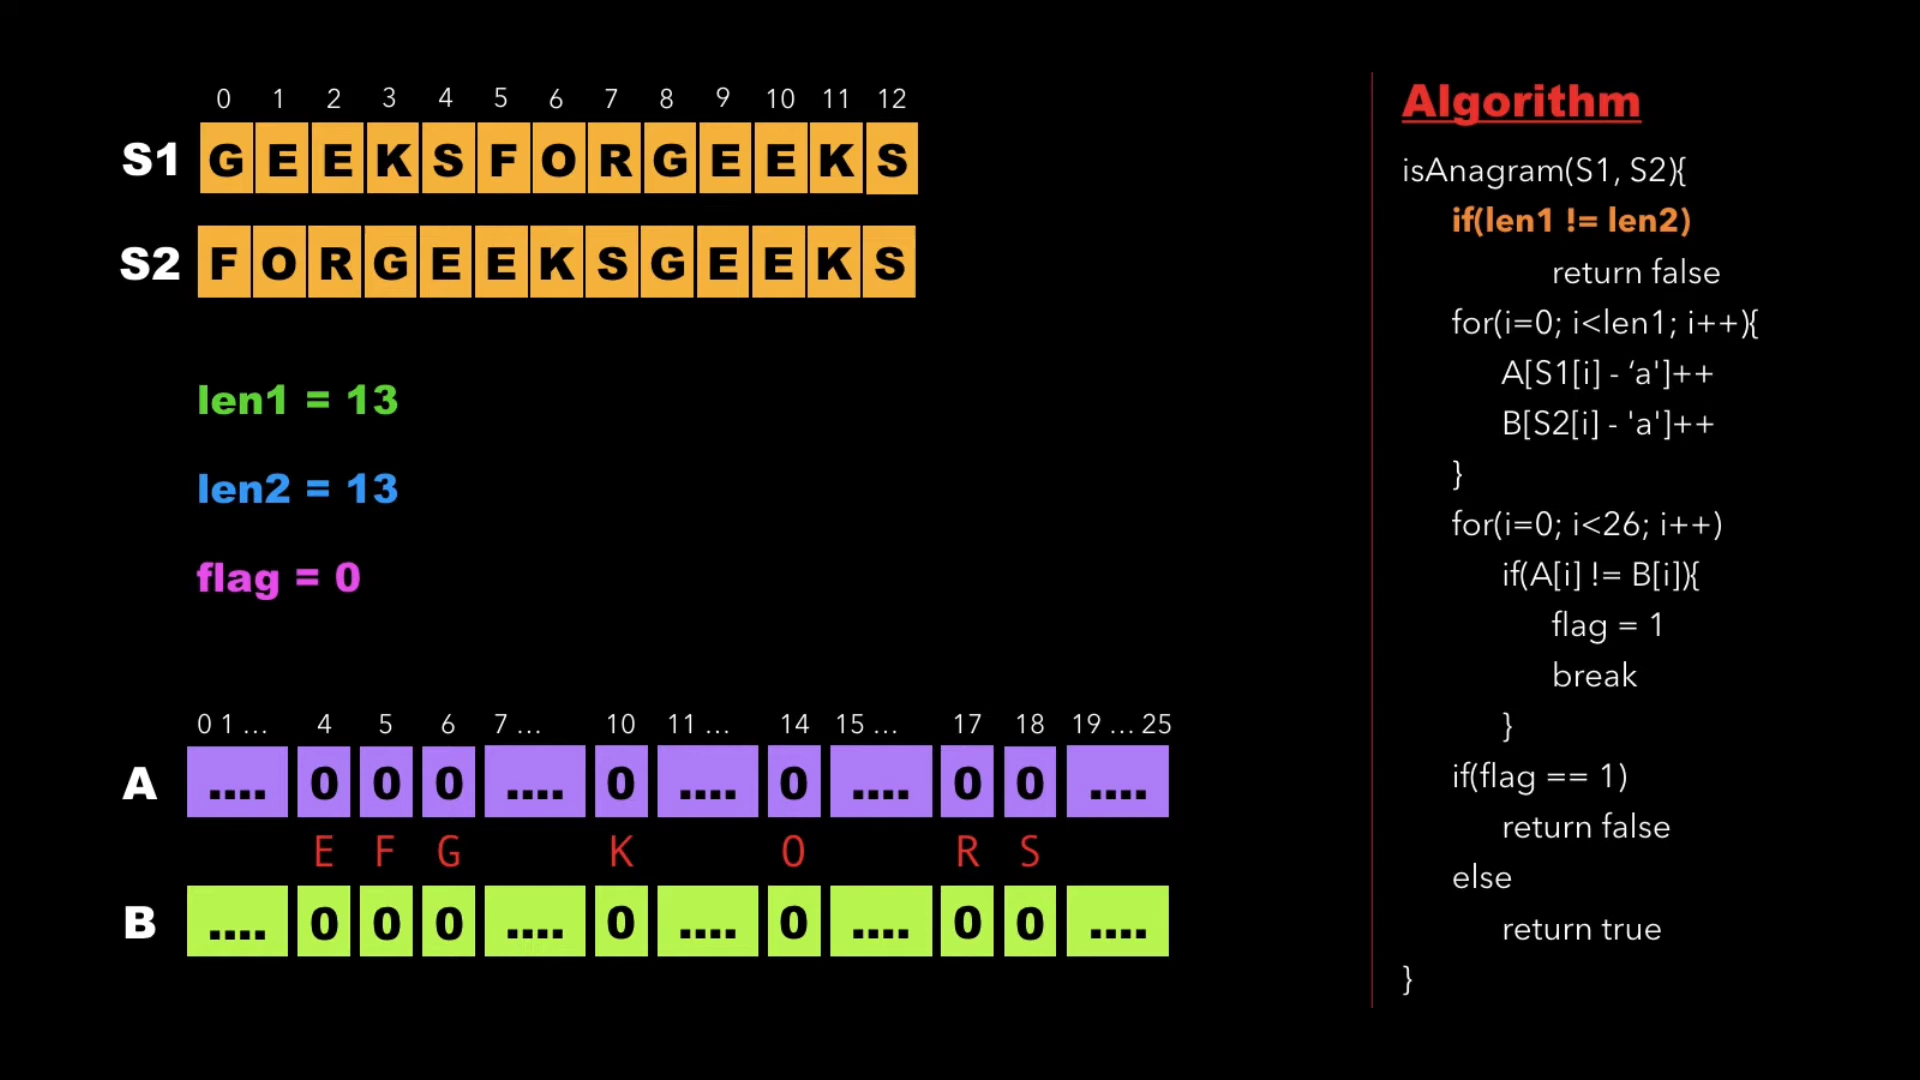 0 1 2 3 4 5 6 7 8 9 10 11 12
S1 G E E K S F O R G E E K S
S2 F O R G E E K S G E E K S
len1 = 13
len2 = 13
flag = 0
0 1 ... 4 5 6 7 ... 10 11 ... 14 15 ... 17 18 19 ... 25
A .... 0 0 0 .... 0 .... 0 .... 0 0 ....
E F G K O R S
B .... 0 0 0 .... 0 .... 0 .... 0 0 ....
Algorithm
isAnagram(S1, S2){
if(len1 != len2)
return false
for(i=0; i<len1; i++){
A[S1[i] - ‘a']++
B[S2[i] - 'a']++
}
for(i=0; i<26; i++)
if(A[i] != B[i]){
flag = 1
break
}
if(flag == 1)
return false
else
return true
}